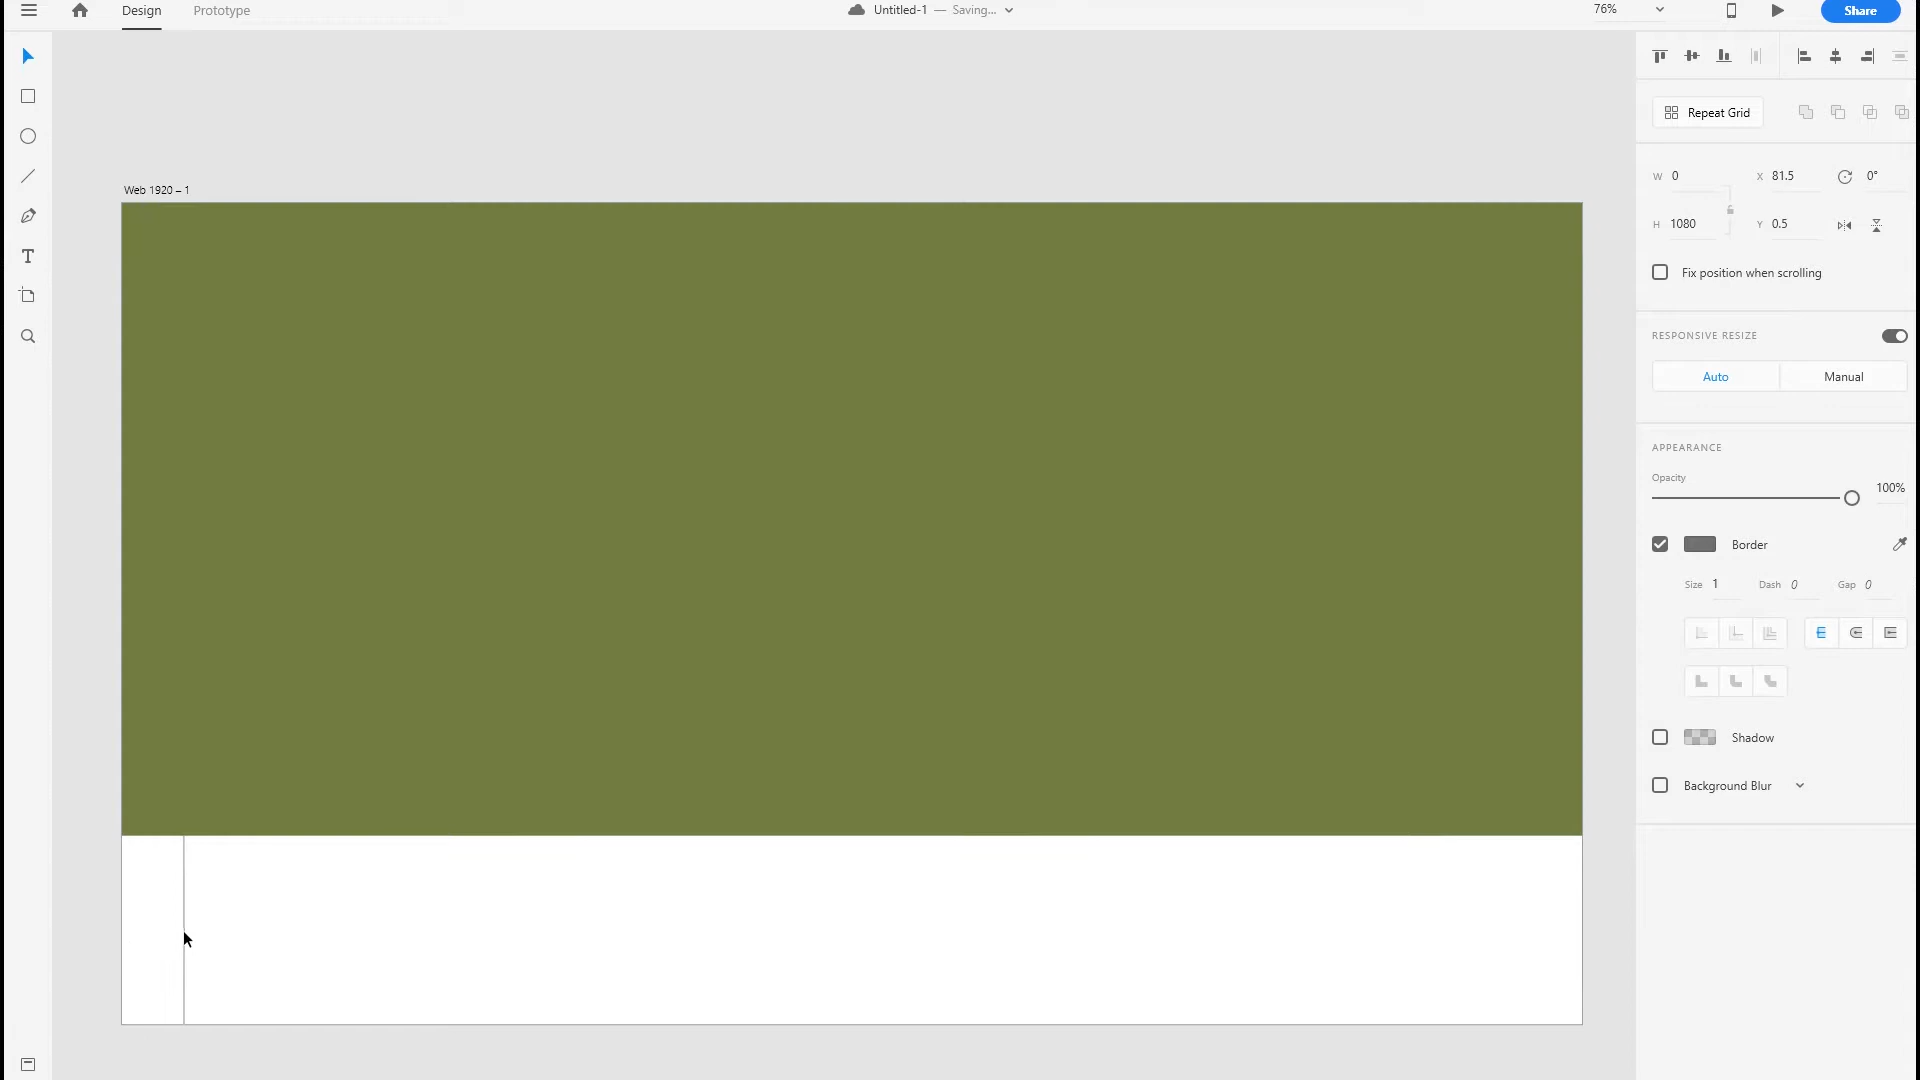 Design Prototype Untitled-1 — Saving... 76% Share
Repeat Grid
Web 1920 – 1
W 0 X 81.5 0°
H 1080 Y 0.5
Fix position when scrolling
RESPONSIVE RESIZE
Auto Manual
APPEARANCE
Opacity
100%
Border
Size 1 Dash 0 Gap 0
Shadow
Background Blur